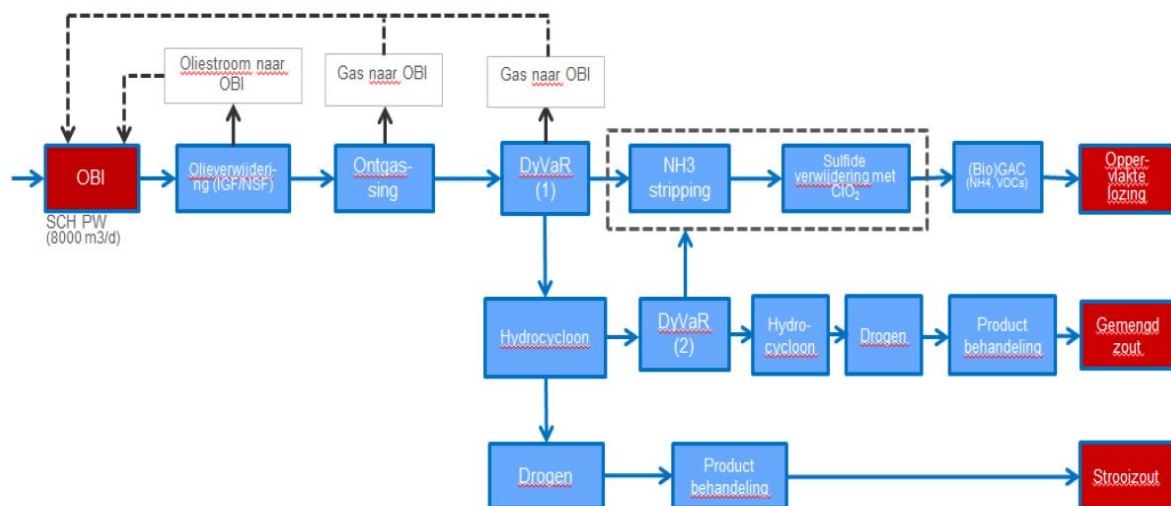 Oliestroom naar
OBI
Gas naar OBI
Gas naar OBI
OBI
SCH PW
(8000 m3/d)
Olieverwijder-
ing (IGF/NSF)
Ontgas-
sing
DyVaR
(1)
NH3
stripping
Sulfide
verwijdering met
ClO₂
(Bio)GAC
(NH4, VOCs)
Opper-
vlakte
lozing
Hydrocycloon
DyVaR
(2)
Hydro-
cycloon
Drogen
Product
behandeling
Gemengd
zout
Drogen
Product
behandeling
Strooizout